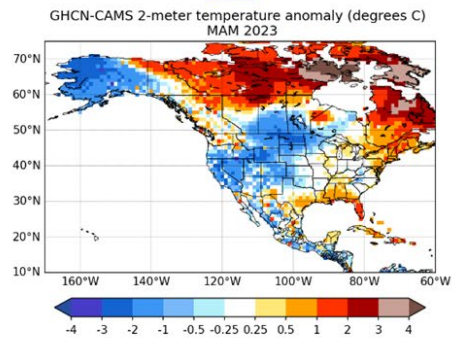 GHCN-CAMS 2-meter temperature anomaly (degrees C)
MAM 2023
70°N
60°N
50°N
40°N
30°N
20°N
10°N
160°W 140°W 120°W 100°W 80°W 60°W
-4 -3 -2 -1 -0.5 -0.25 0.25 0.5 1 2 3 4